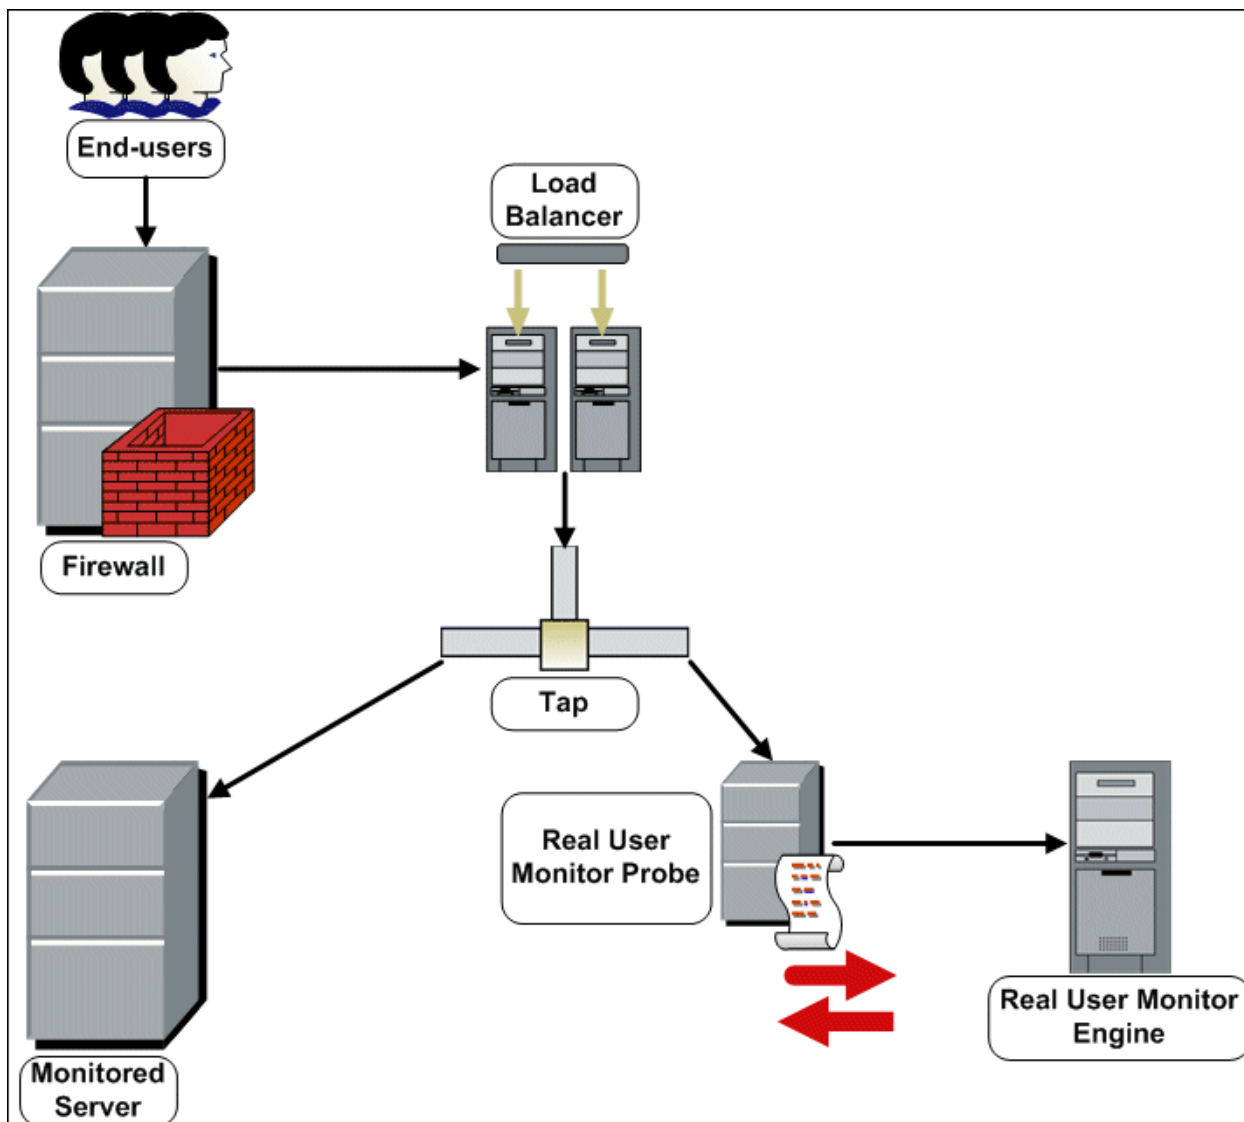 End-users
Load
Balancer
Firewall
Tap
Real User
Monitor Probe
Real User Monitor
Engine
Monitored
Server